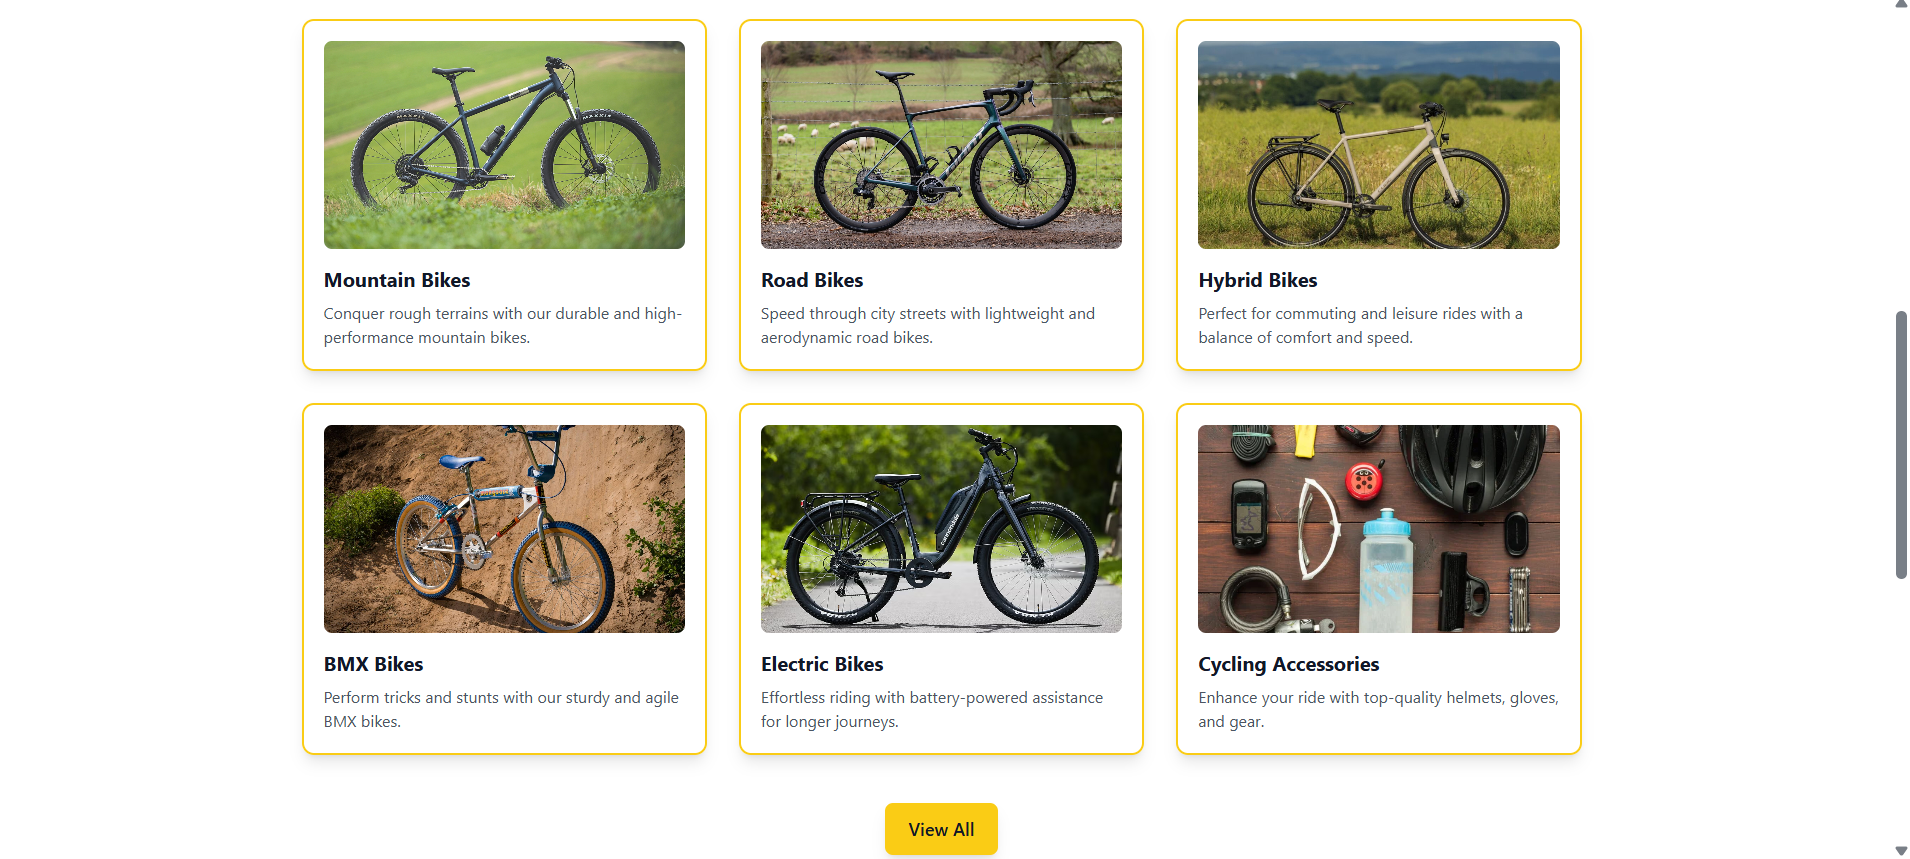 MAXXIS
MAXXIS
Mountain Bikes
Conquer rough terrains with our durable and high-
performance mountain bikes.
Road Bikes
Speed through city streets with lightweight and
aerodynamic road bikes.
Hybrid Bikes
Perfect for commuting and leisure rides with a
balance of comfort and speed.
cannondale
BMX Bikes
Perform tricks and stunts with our sturdy and agile
BMX bikes.
Electric Bikes
Effortless riding with battery-powered assistance
for longer journeys.
Cycling Accessories
Enhance your ride with top-quality helmets, gloves,
and gear.
View All